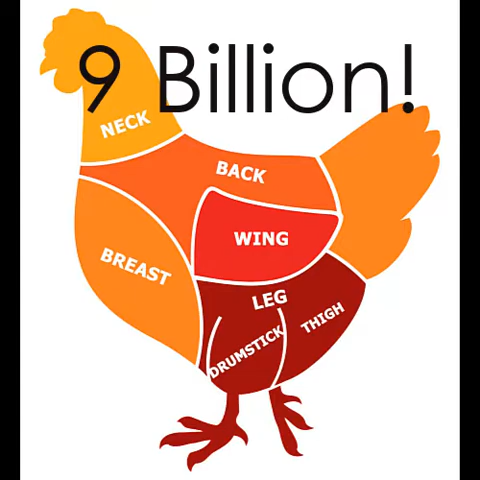 9 Billion!
NECK
BACK
WING
BREAST
LEG
DRUMSTICK
THIGH